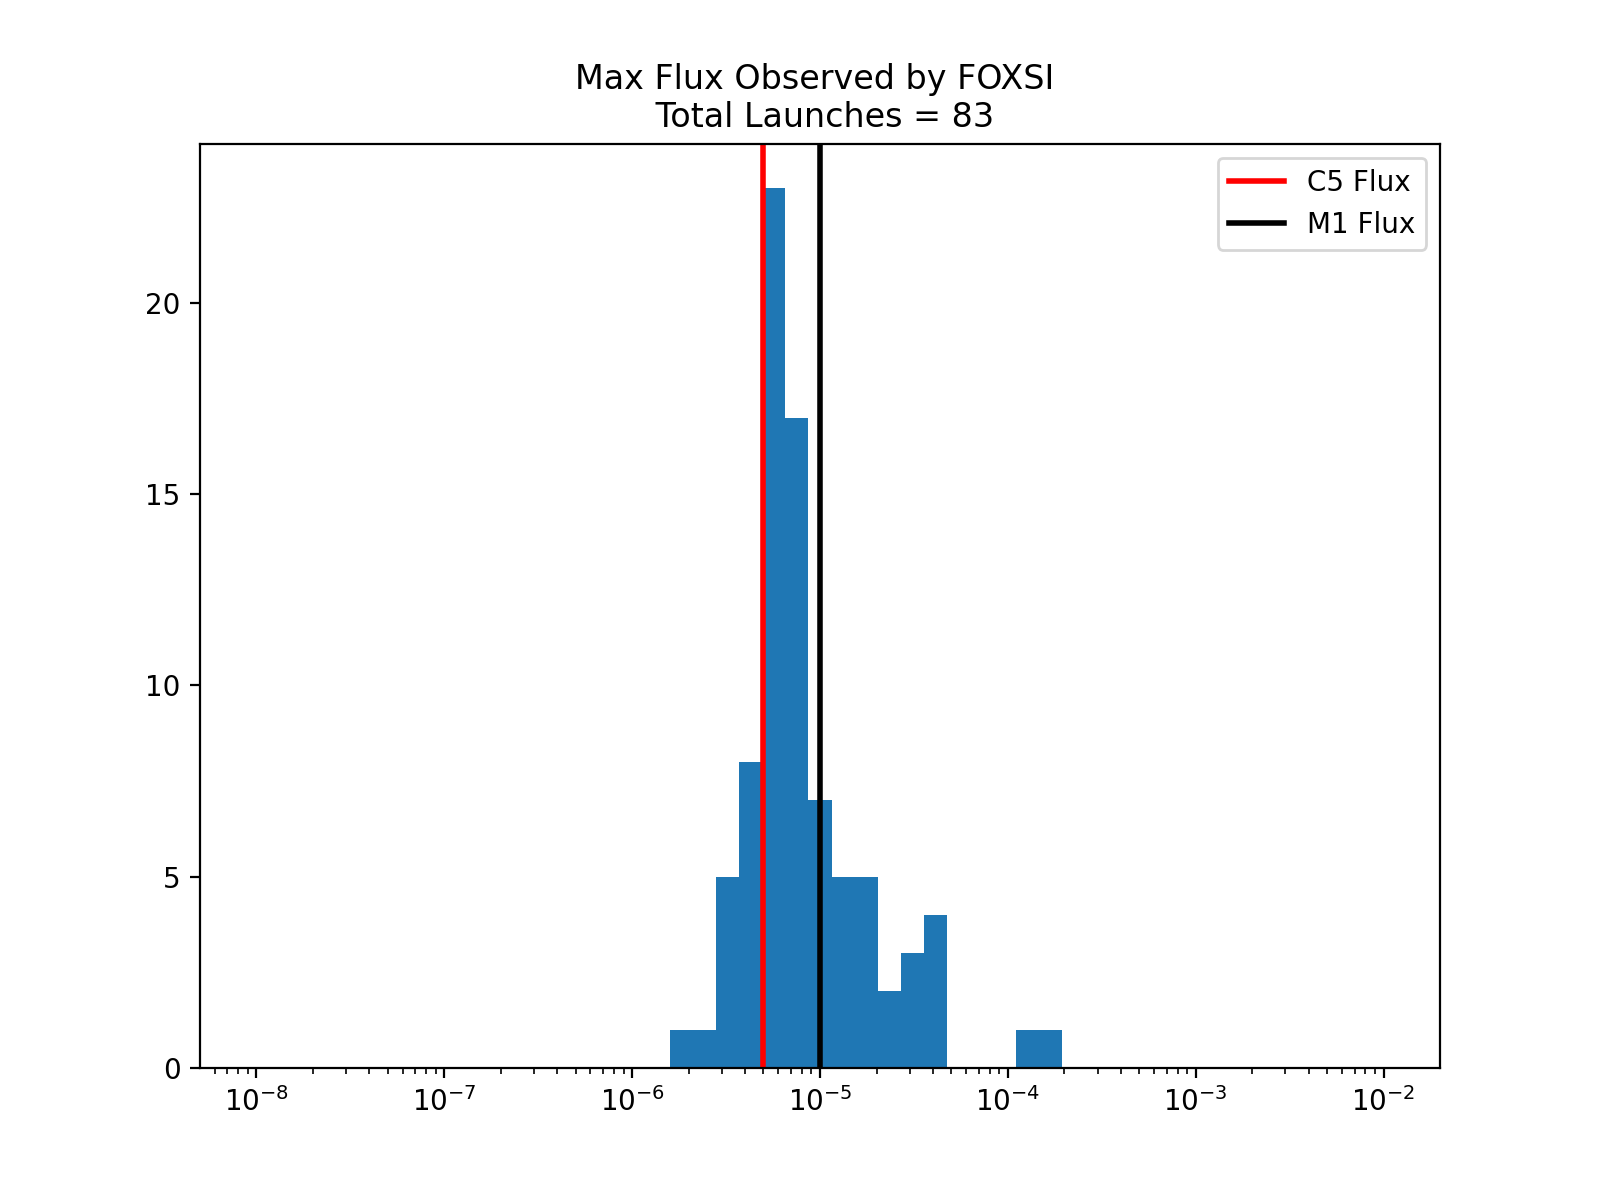 Max Flux Observed by FOXSI
Total Launches = 83
C5 Flux
M1 Flux
20
15
10
5
0
10⁻⁸ 10⁻⁷ 10⁻⁶ 10⁻⁵ 10⁻⁴ 10⁻³ 10⁻²